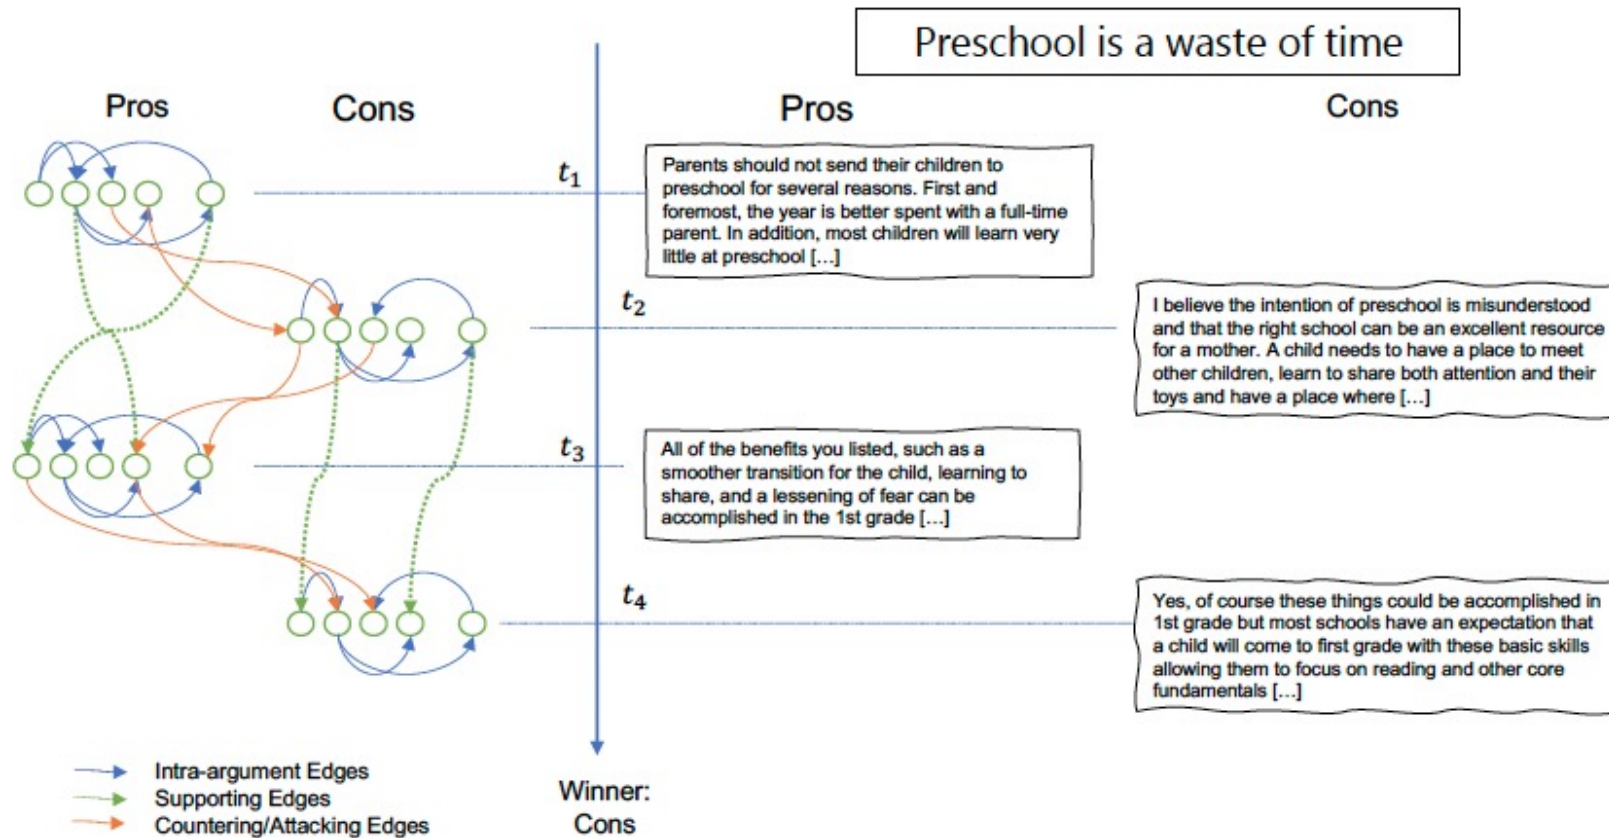 Preschool is a waste of time
Pros
Cons
Pros
Cons
t1
Parents should not send their children to
preschool for several reasons. First and
foremost, the year is better spent with a full-time
parent. In addition, most children will learn very
little at preschool […]
t2
I believe the intention of preschool is misunderstood
and that the right school can be an excellent resource
for a mother. A child needs to have a place to meet
other children, learn to share both attention and their
toys and have a place where […]
t3
All of the benefits you listed, such as a
smoother transition for the child, learning to
share, and a lessening of fear can be
accomplished in the 1st grade […]
t4
Yes, of course these things could be accomplished in
1st grade but most schools have an expectation that
a child will come to first grade with these basic skills
allowing them to focus on reading and other core
fundamentals […]
Intra-argument Edges
Supporting Edges
Countering/Attacking Edges
Winner:
Cons